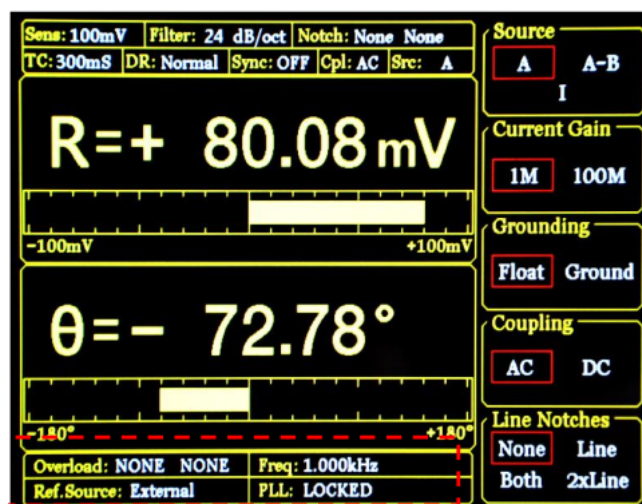 Sens: 100mV Filter: 24 dB/oct Notch: None None
TC: 300mS DR: Normal Sync: OFF Cpl: AC Src: A
R=+ 80.08 mV
-100mV +100mV
θ=- 72.78°
-180° +180°
Overload: NONE NONE Freq: 1.000kHz
Ref.Source: External PLL: LOCKED
Source
A A-B
I
Current Gain
1M 100M
Grounding
Float Ground
Coupling
AC DC
Line Notches
None Line
Both 2xLine